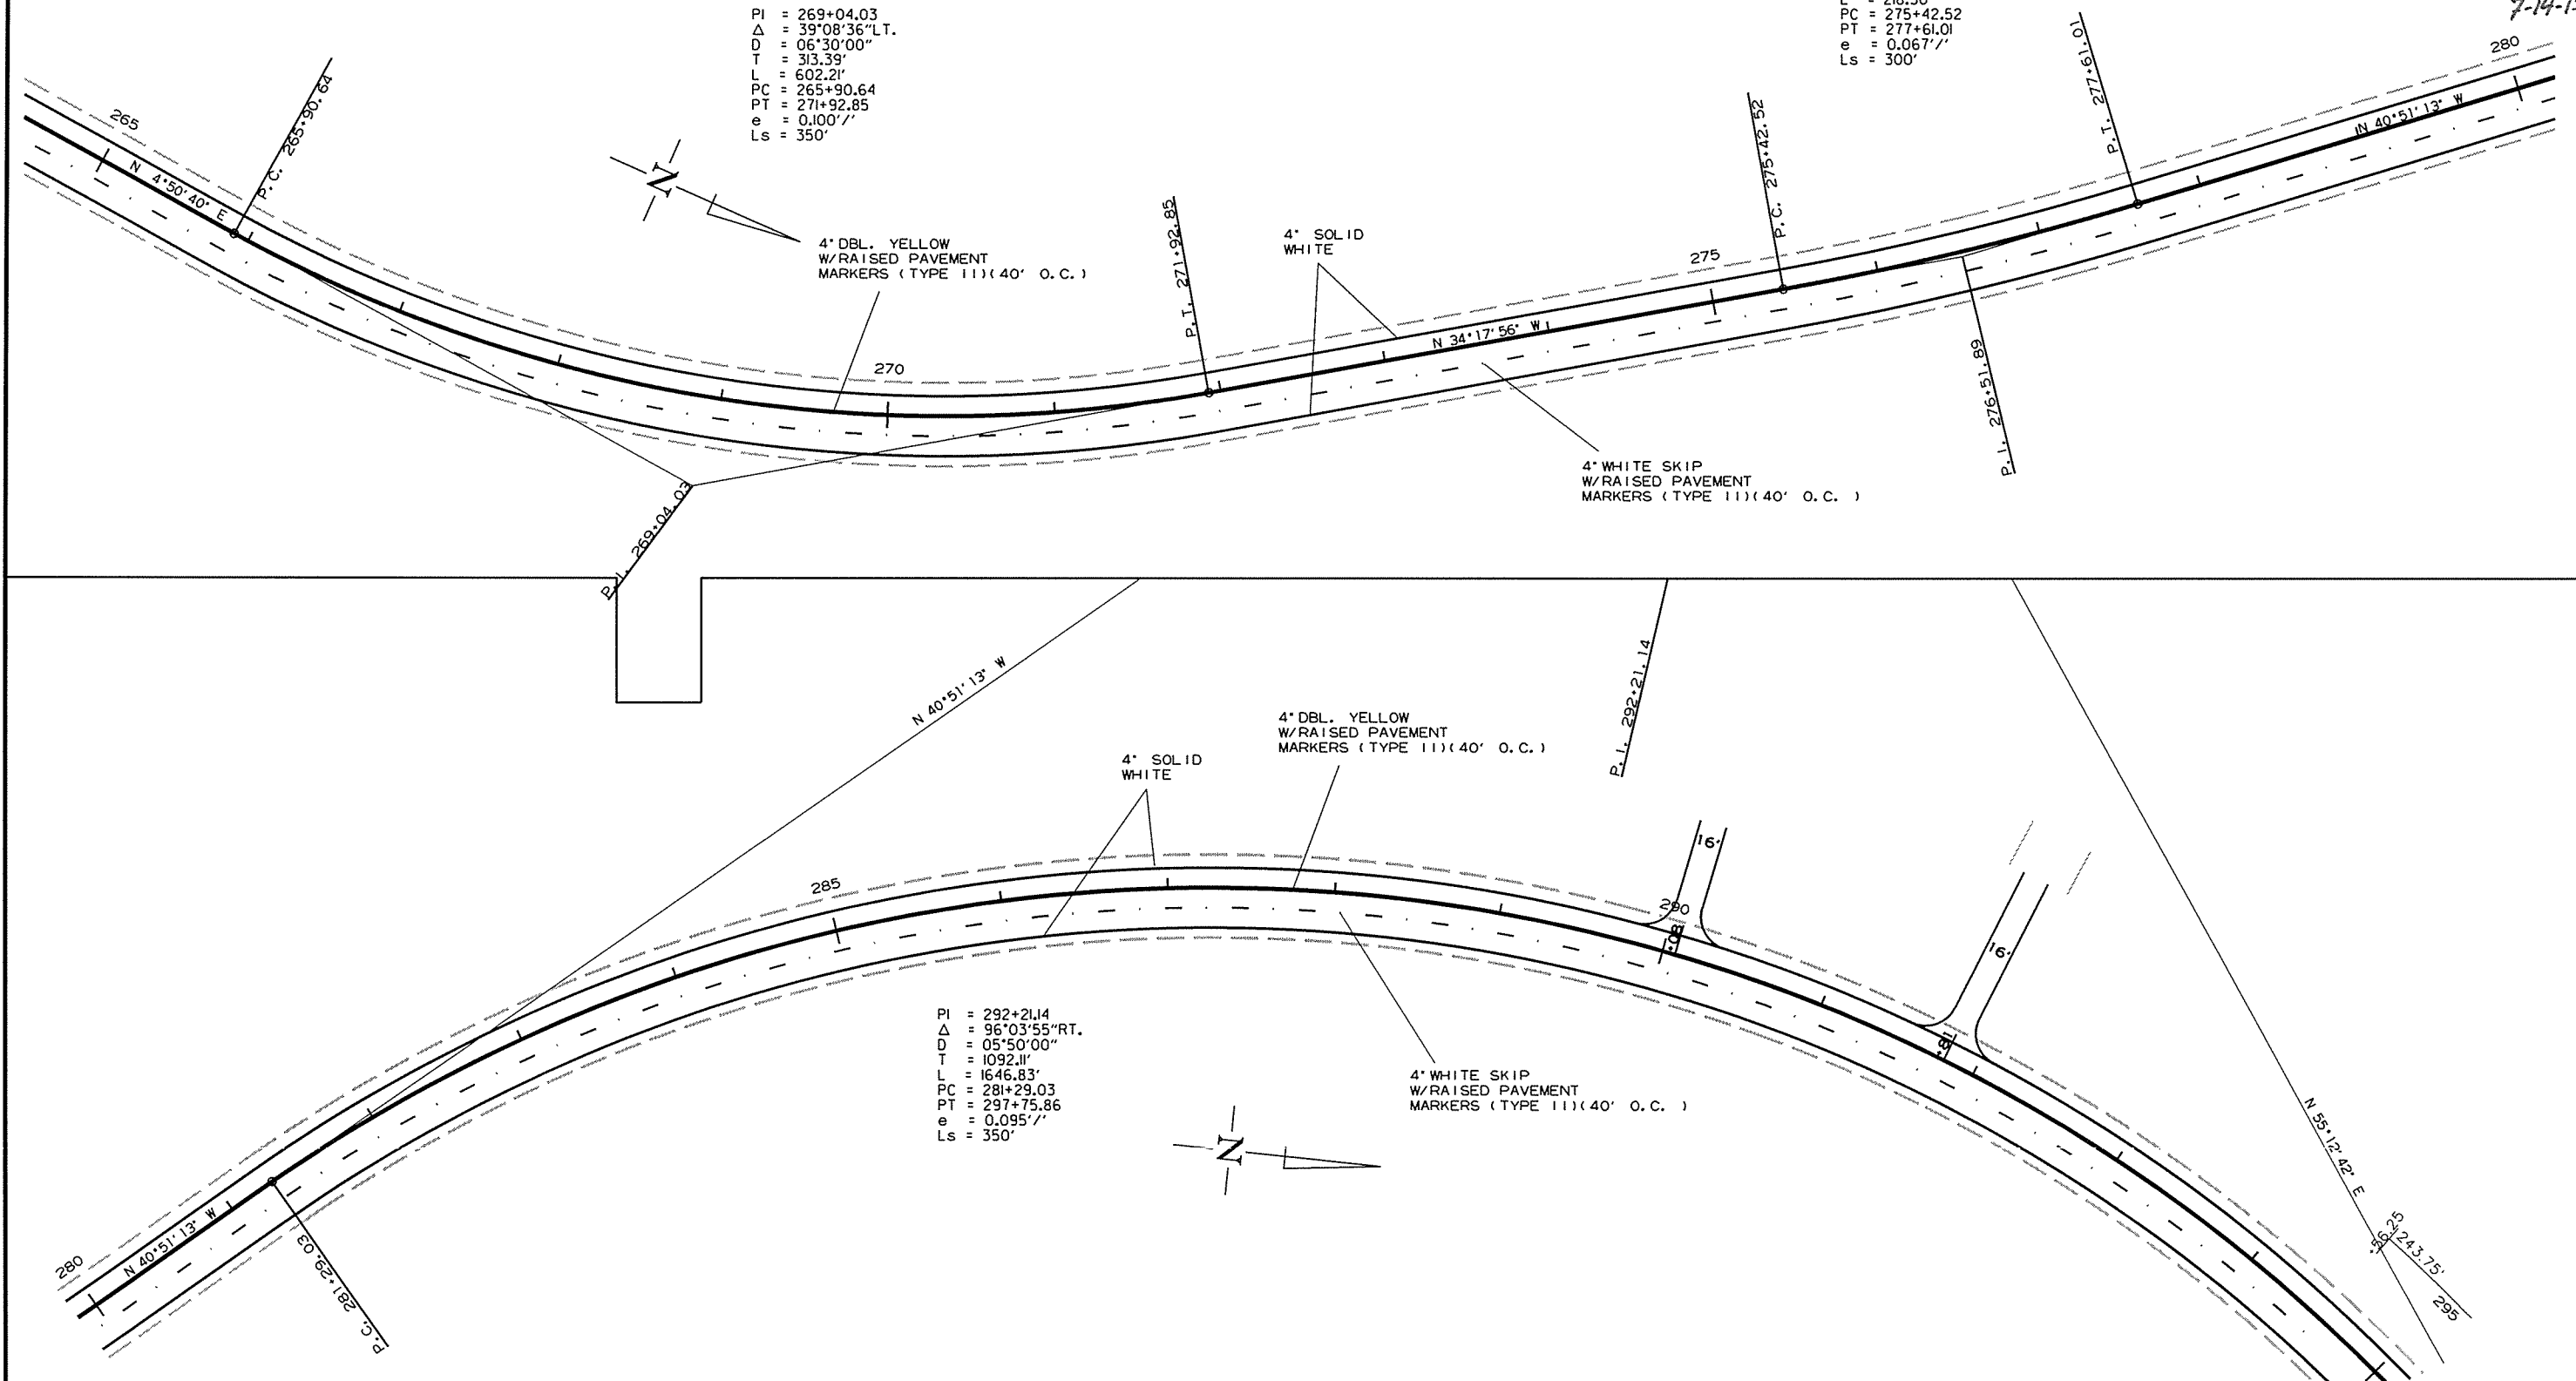 PI = 269+04.03
Δ = 39°08'36"LT.
D = 06°30'00"
T = 313.39'
L = 602.21'
PC = 265+90.64
PT = 271+92.85
e = 0.100'/'
Ls = 350'
PC = 275+42.52
PT = 277+61.01
e = 0.067'/'
Ls = 300'
265
P.C. 265+90.64
N 4°50'40" E
N
4" DBL. YELLOW
W/RAISED PAVEMENT
MARKERS (TYPE II)(40' O.C.)
270
P.T. 271+92.85
4" SOLID
WHITE
N 34°17'56" W
275
P.C. 275+42.52
P.T. 277+61.01
N 40°51'13" W
280
P.I. 276+51.89
4" WHITE SKIP
W/RAISED PAVEMENT
MARKERS (TYPE II)(40' O.C. )
P.I. 269+04.03
N 40°51'13" W
P.I. 292+21.14
4" DBL. YELLOW
W/RAISED PAVEMENT
MARKERS (TYPE II)(40' O.C.)
4" SOLID
WHITE
285
16'
290
+08
16'
+81
PI = 292+21.14
Δ = 96°03'55"RT.
D = 05°50'00"
T = 1092.11'
L = 1646.83'
PC = 281+29.03
PT = 297+75.86
e = 0.095'/'
Ls = 350'
4" WHITE SKIP
W/RAISED PAVEMENT
MARKERS (TYPE II)(40' O.C. )
N
N 55°12'42" E
+56.25
243.75'
295
280
N 40°51'13" W
P.C. 281+29.03